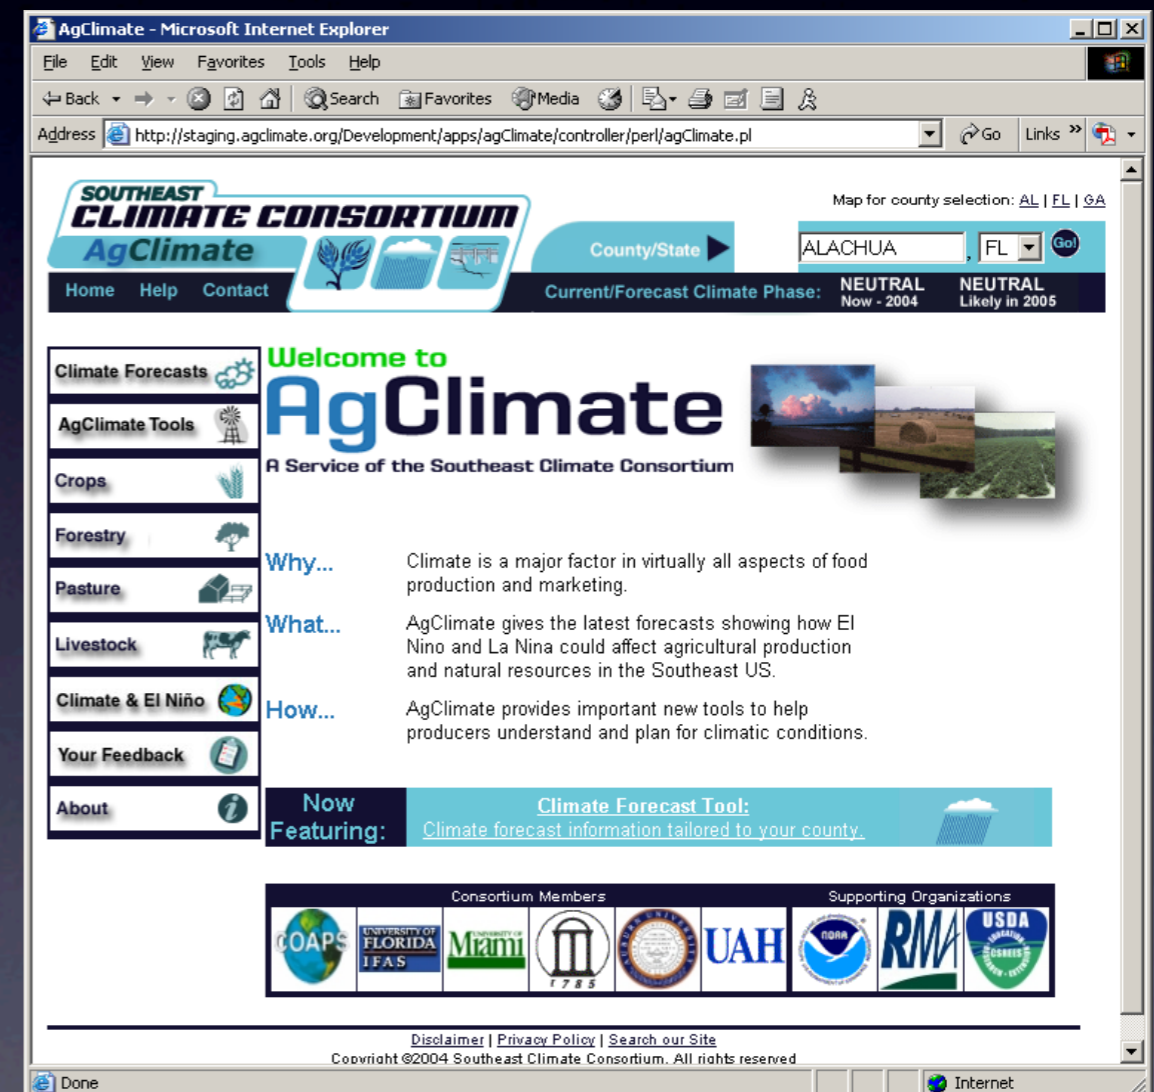 AgClimate - Microsoft Internet Explorer
File Edit View Favorites Tools Help
Back Search Favorites Media
Address http://staging.agclimate.org/Development/apps/agClimate/controller/perl/agClimate.pl Go Links »
SOUTHEAST
CLIMATE CONSORTIUM
AgClimate
Map for county selection: AL | FL | GA
County/State ALACHUA , FL Go!
Home Help Contact
Current/Forecast Climate Phase: NEUTRAL NEUTRAL
Now - 2004 Likely in 2005
Climate Forecasts
AgClimate Tools
Crops
Forestry
Pasture
Livestock
Climate & El Niño
Your Feedback
About
Welcome to
AgClimate
A Service of the Southeast Climate Consortium
Why... Climate is a major factor in virtually all aspects of food
production and marketing.
What... AgClimate gives the latest forecasts showing how El
Nino and La Nina could affect agricultural production
and natural resources in the Southeast US.
How... AgClimate provides important new tools to help
producers understand and plan for climatic conditions.
Now Featuring:
Climate Forecast Tool:
Climate forecast information tailored to your county.
Consortium Members Supporting Organizations
COAPS
UNIVERSITY OF
FLORIDA
IFAS
UNIVERSITY OF
Miami
1785
UAH
NOAA
RMA
USDA
CSREES
Disclaimer | Privacy Policy | Search our Site
Copyright ©2004 Southeast Climate Consortium. All rights reserved
Done Internet